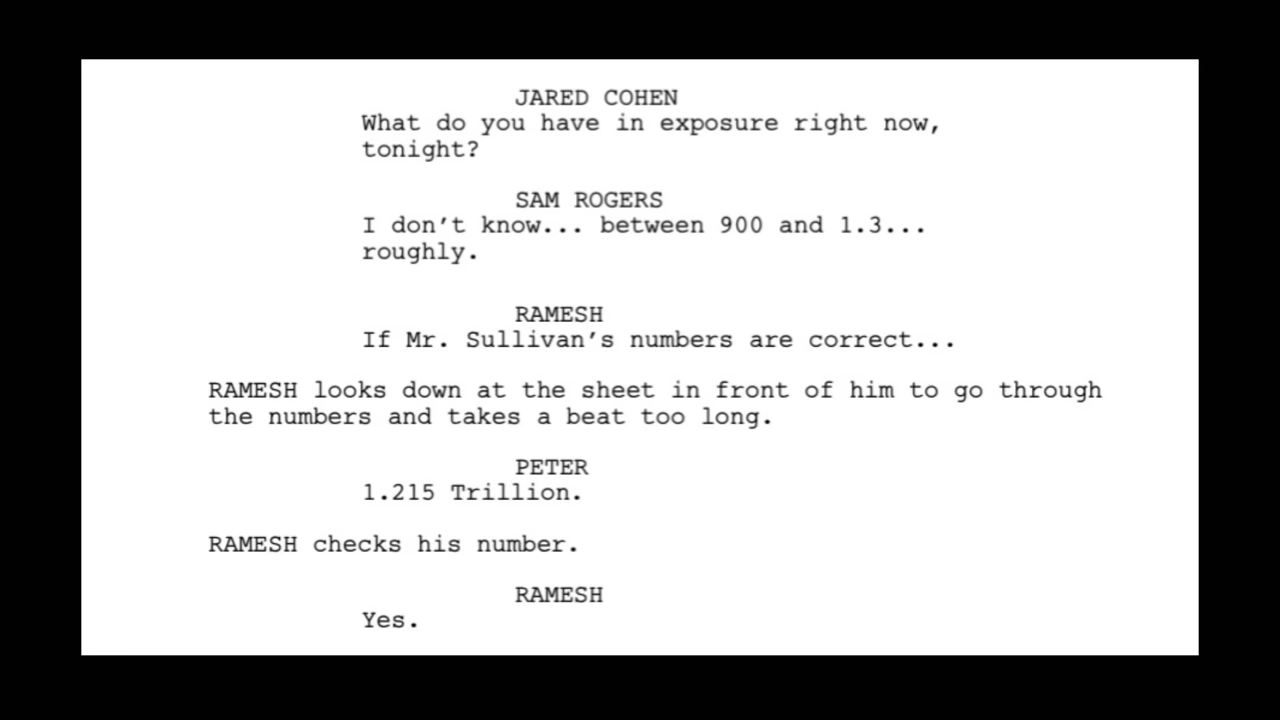 JARED COHEN
What do you have in exposure right now,
tonight?
SAM ROGERS
I don’t know... between 900 and 1.3...
roughly.
RAMESH
If Mr. Sullivan’s numbers are correct...
RAMESH looks down at the sheet in front of him to go through
the numbers and takes a beat too long.
PETER
1.215 Trillion.
RAMESH checks his number.
RAMESH
Yes.